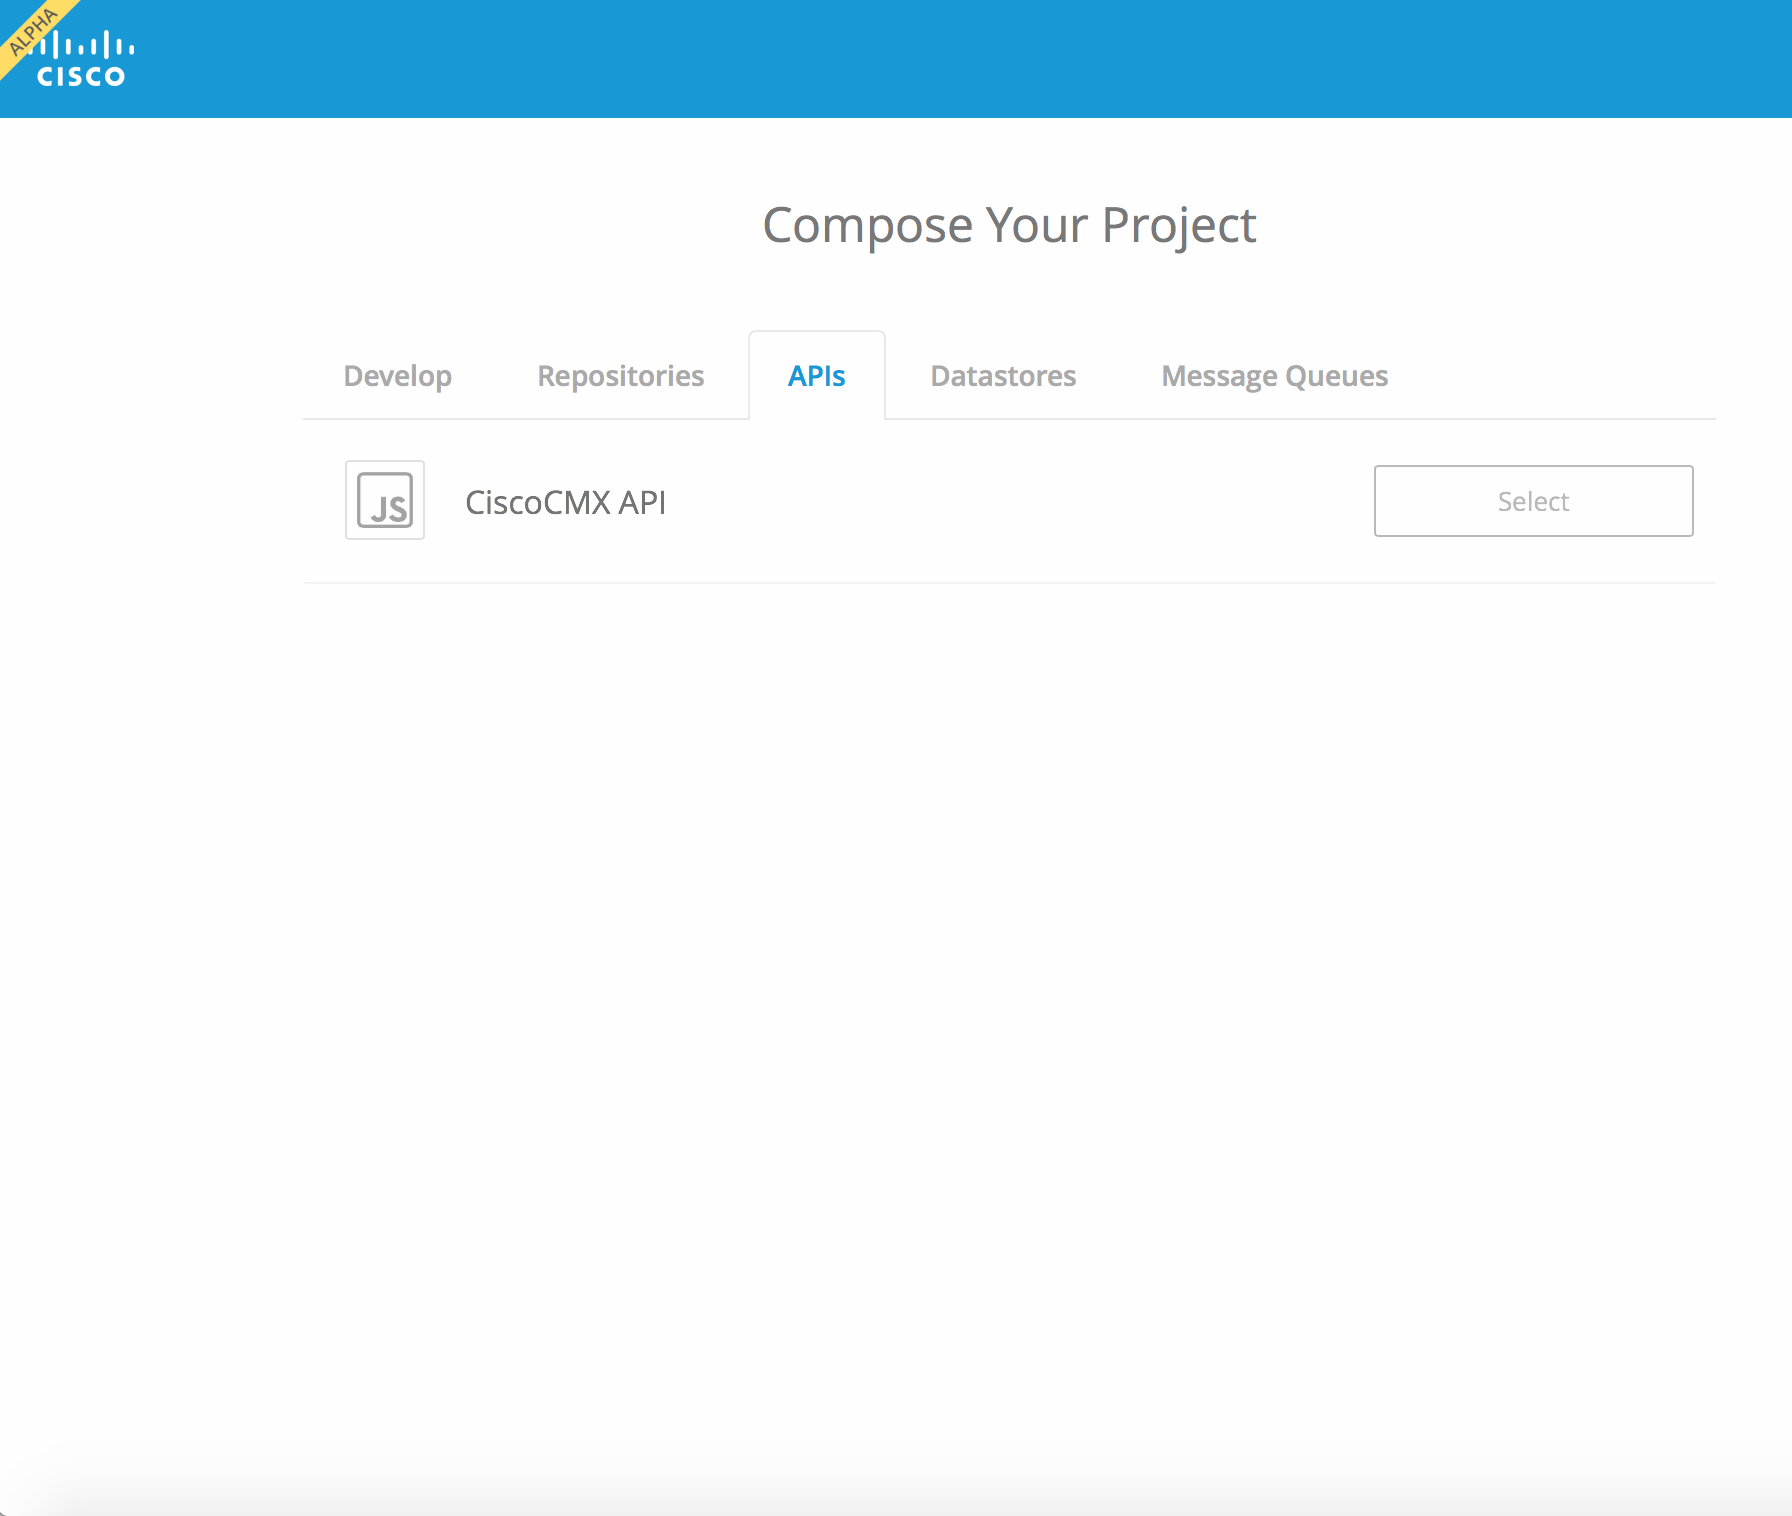 ALPHA
CISCO
Compose Your Project
Develop Repositories APIs Datastores Message Queues
JS CiscoCMX API Select